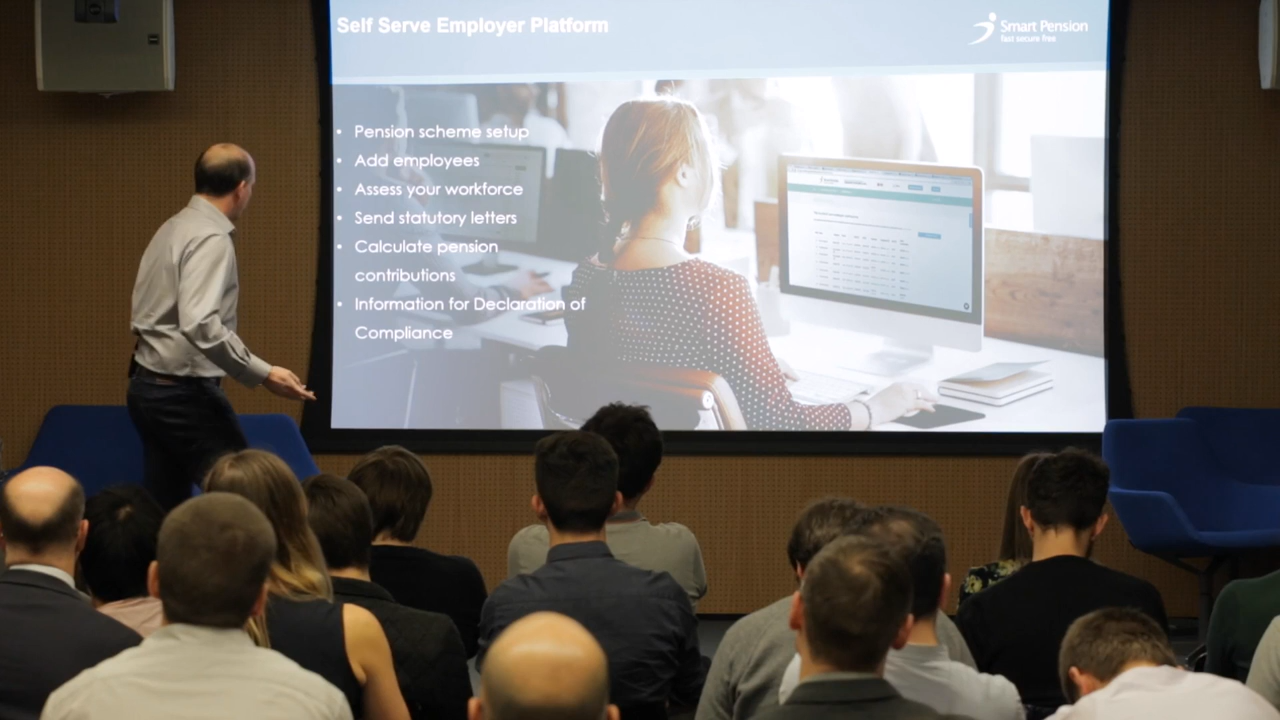 Self Serve Employer Platform
Smart Pension
fast secure free
• Pension scheme setup
• Add employees
• Assess your workforce
• Send statutory letters
• Calculate pension
contributions
• Information for Declaration of
Compliance